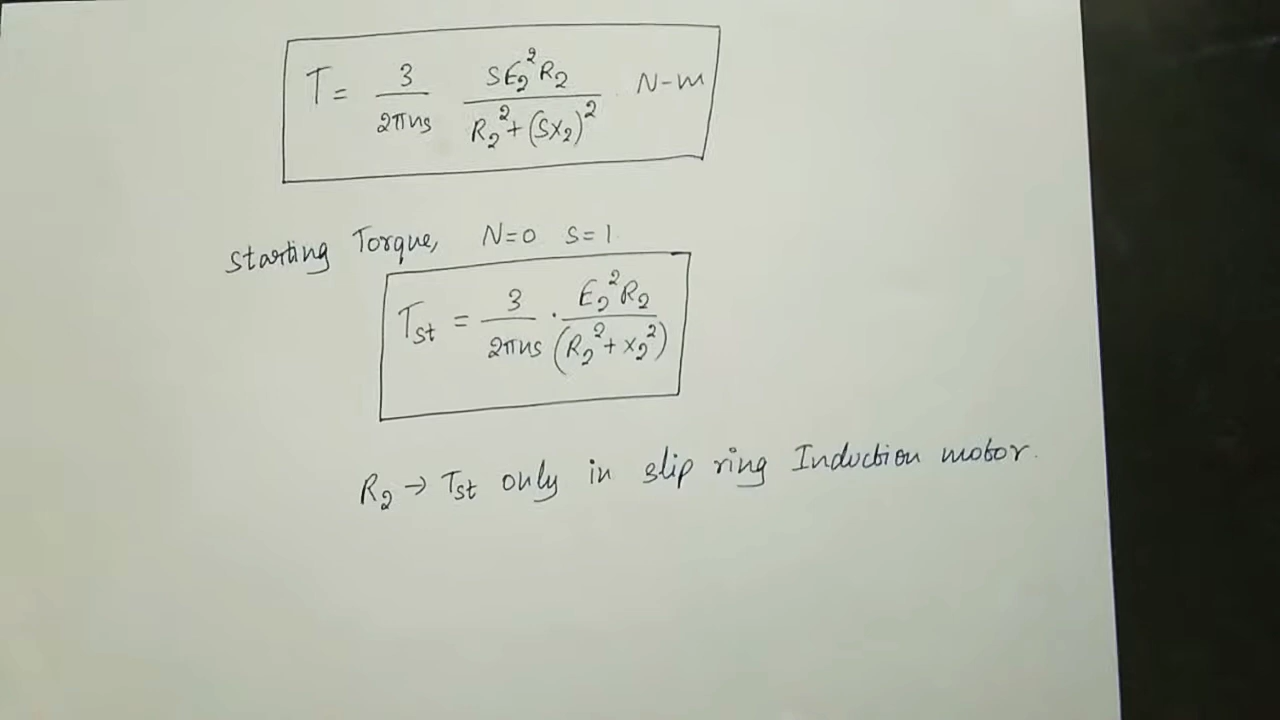 T = 3/2πns sE₂²R₂/R₂²+(SX₂)² N-m
starting Torque, N=0 S=1
Tst = 3/2πns . E₂²R₂/(R₂²+X₂²)
R₂ → Tst only in slip ring Induction motor.